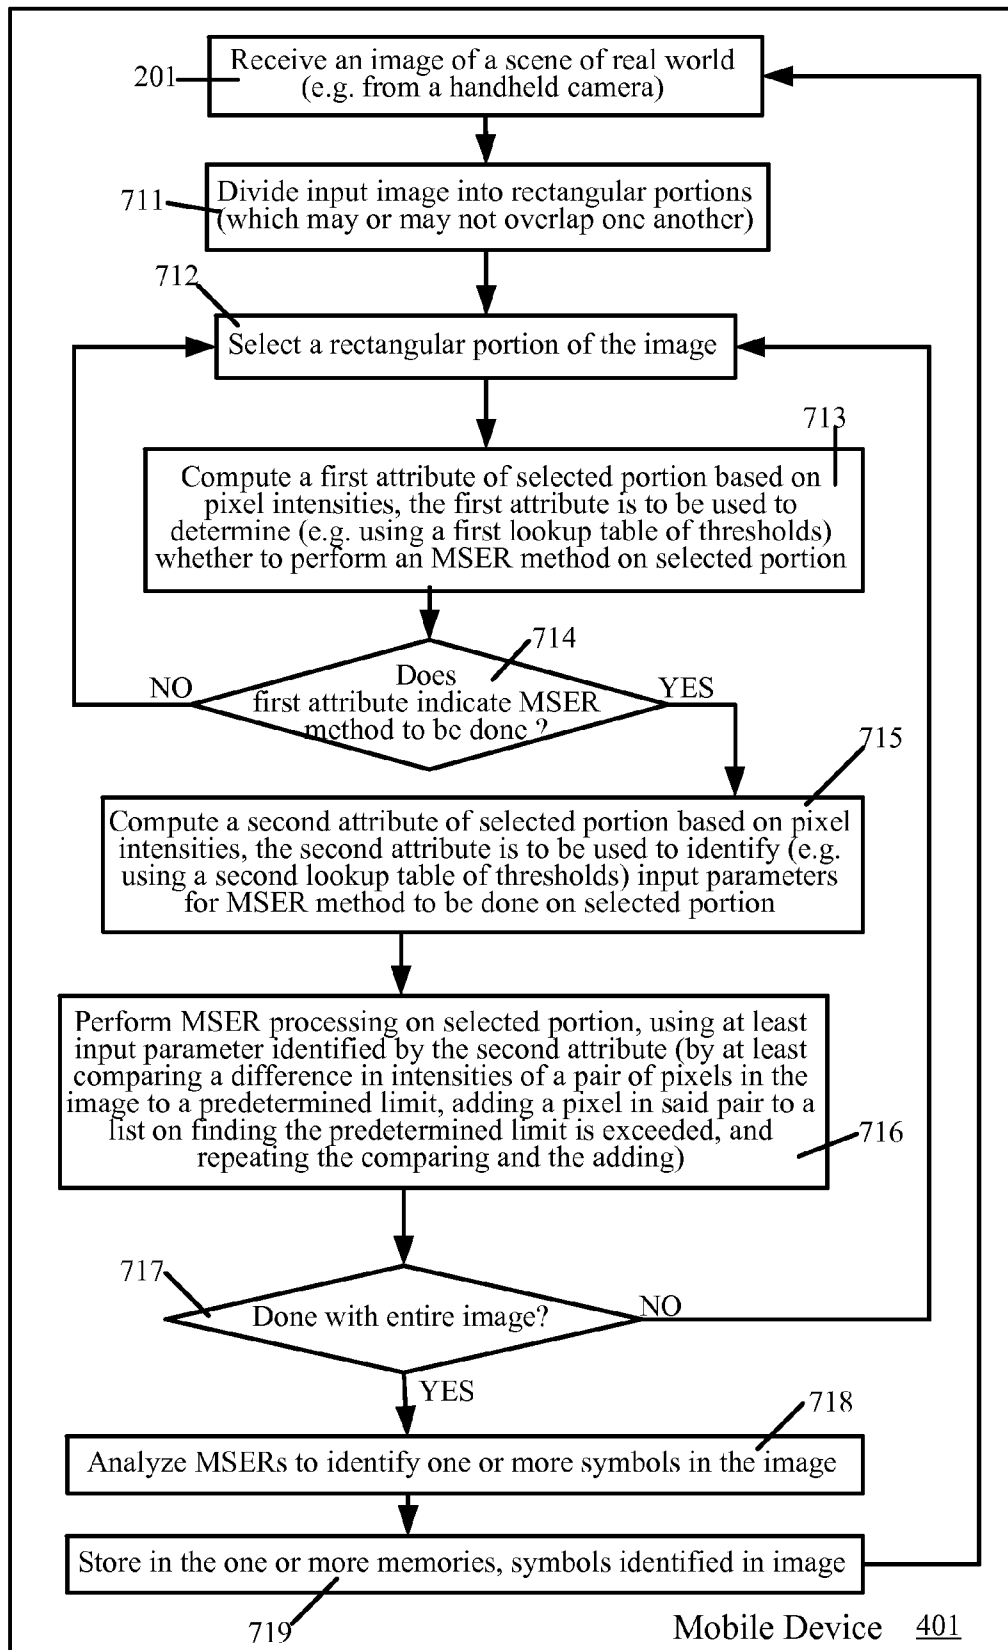 Receive an image of a scene of real world
(e.g. from a handheld camera)
201
Divide input image into rectangular portions
(which may or may not overlap one another)
711
712
Select a rectangular portion of the image
713
Compute a first attribute of selected portion based on
pixel intensities, the first attribute is to be used to
determine (e.g. using a first lookup table of thresholds)
whether to perform an MSER method on selected portion
714
NO
Does
first attribute indicate MSER
method to be done ?
YES
715
Compute a second attribute of selected portion based on pixel
intensities, the second attribute is to be used to identify (e.g.
using a second lookup table of thresholds) input parameters
for MSER method to be done on selected portion
Perform MSER processing on selected portion, using at least
input parameter identified by the second attribute (by at least
comparing a difference in intensities of a pair of pixels in the
image to a predetermined limit, adding a pixel in said pair to a
list on finding the predetermined limit is exceeded, and
repeating the comparing and the adding)
716
717
Done with entire image?
NO
YES
718
Analyze MSERs to identify one or more symbols in the image
Store in the one or more memories, symbols identified in image
719
Mobile Device 401